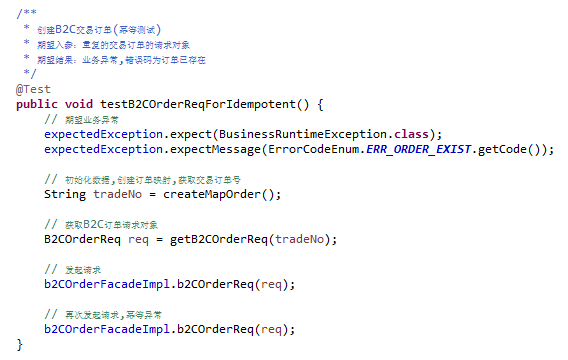 /**
 * 创建B2C交易订单(幂等测试)
 * 期望入参: 重复的交易订单的请求对象
 * 期望结果: 业务异常,错误码为订单已存在
 */
@Test
public void testB2COrderReqForIdempotent() {
    // 期望业务异常
    expectedException.expect(BusinessRuntimeException.class);
    expectedException.expectMessage(ErrorCodeEnum.ERR_ORDER_EXIST.getCode());

    // 初始化数据,创建订单映射,获取交易订单号
    String tradeNo = createMapOrder();

    // 获取B2C订单请求对象
    B2COrderReq req = getB2COrderReq(tradeNo);

    // 发起请求
    b2COrderFacadeImpl.b2COrderReq(req);

    // 再次发起请求,幂等异常
    b2COrderFacadeImpl.b2COrderReq(req);
}